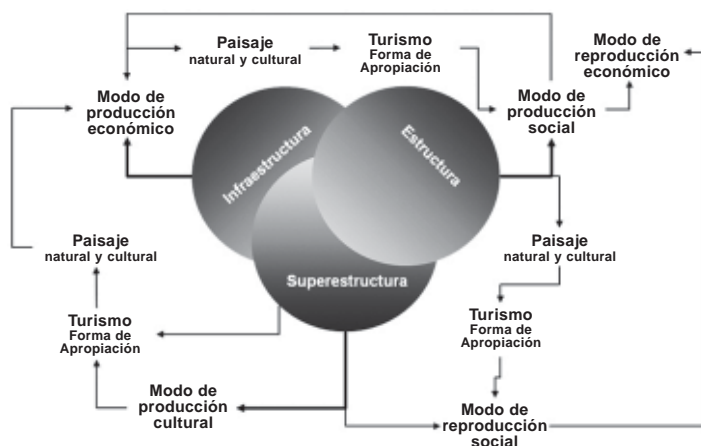 Paisaje
natural y cultural
Turismo
Forma de
Apropiación
Modo de
reproducción
económico
Modo de
producción
económico
Modo de
producción
social
Infraestructura
Estructura
Superestructura
Paisaje
natural y cultural
Paisaje
natural y cultural
Turismo
Forma de
Apropiación
Turismo
Forma de
Apropiación
Modo de
producción
cultural
Modo de
reproducción
social